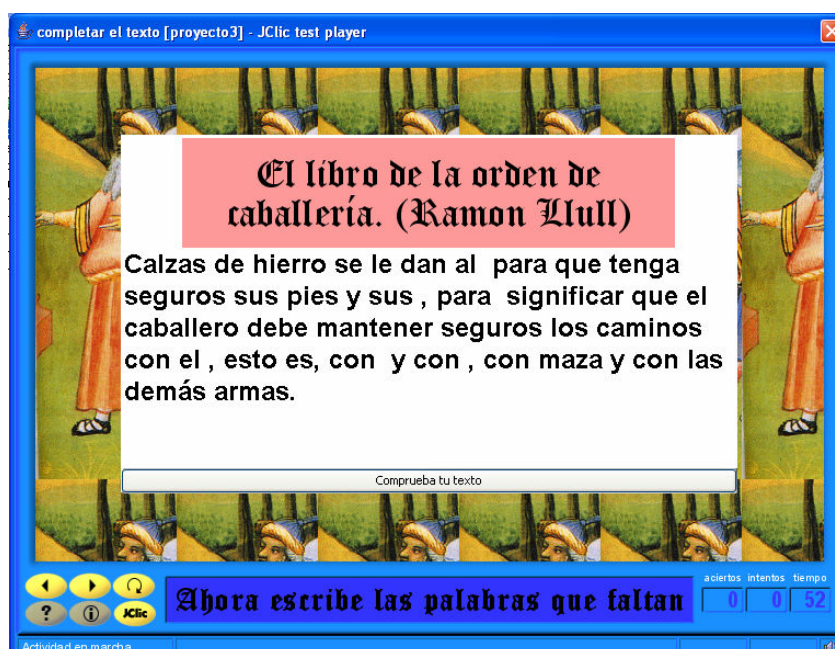 completar el texto [proyecto3] - JClic test player
El libro de la orden de
caballería. (Ramon Llull)
Calzas de hierro se le dan al  para que tenga
seguros sus pies y sus , para  significar que el
caballero debe mantener seguros los caminos
con el , esto es, con  y con , con maza y con las
demás armas.
Comprueba tu texto
Ahora escribe las palabras que faltan
aciertos intentos tiempo
0 0 52
? i JClic
Actividad en marcha